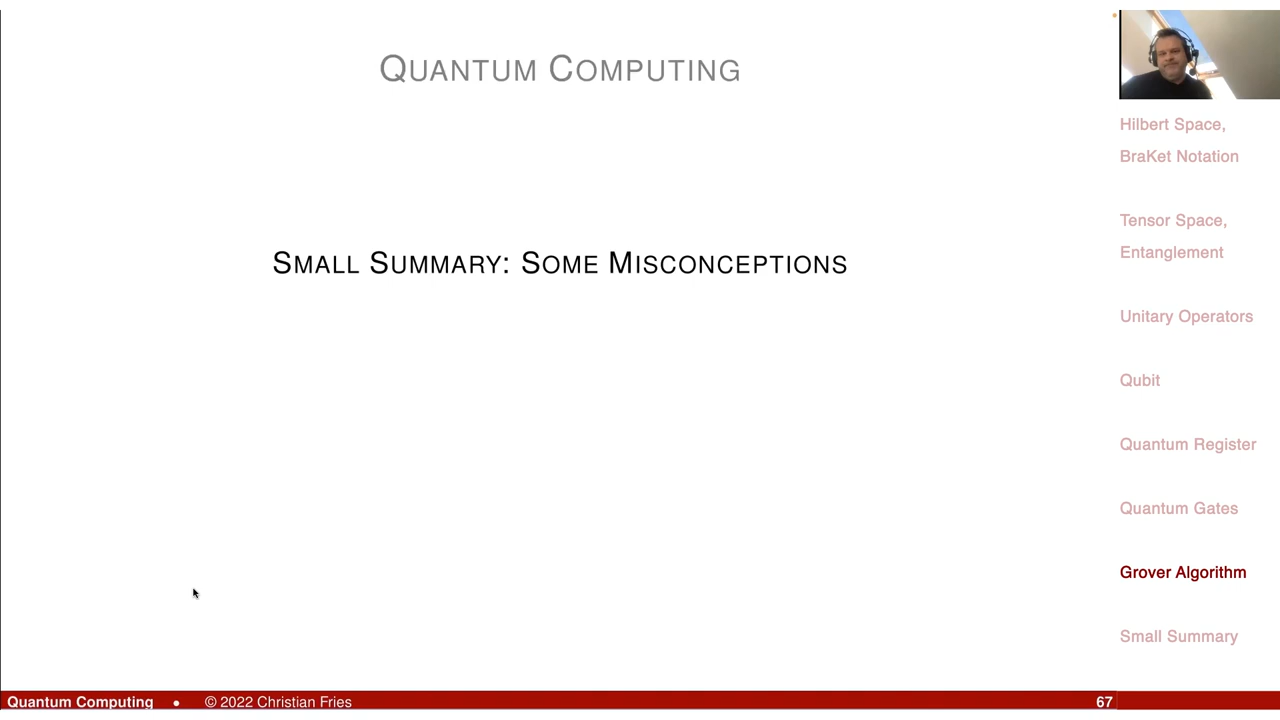 QUANTUM COMPUTING
SMALL SUMMARY: SOME MISCONCEPTIONS
Hilbert Space,
BraKet Notation
Tensor Space,
Entanglement
Unitary Operators
Qubit
Quantum Register
Quantum Gates
Grover Algorithm
Small Summary
Quantum Computing • © 2022 Christian Fries 67